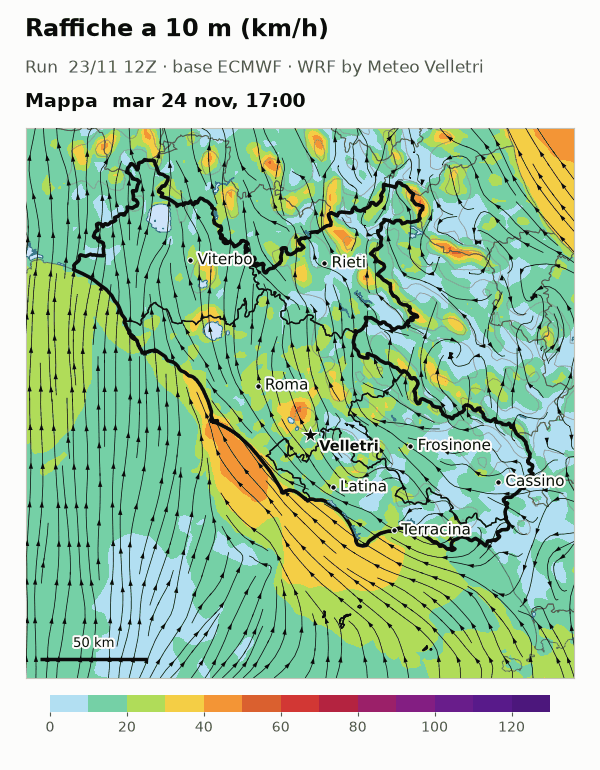 Raffiche a 10 m (km/h)
Run  23/11 12Z · base ECMWF · WRF by Meteo Velletri
Mappa  mar 24 nov, 17:00
Viterbo
Rieti
Roma
Velletri
Frosinone
Latina
Cassino
Terracina
50 km
0 20 40 60 80 100 120